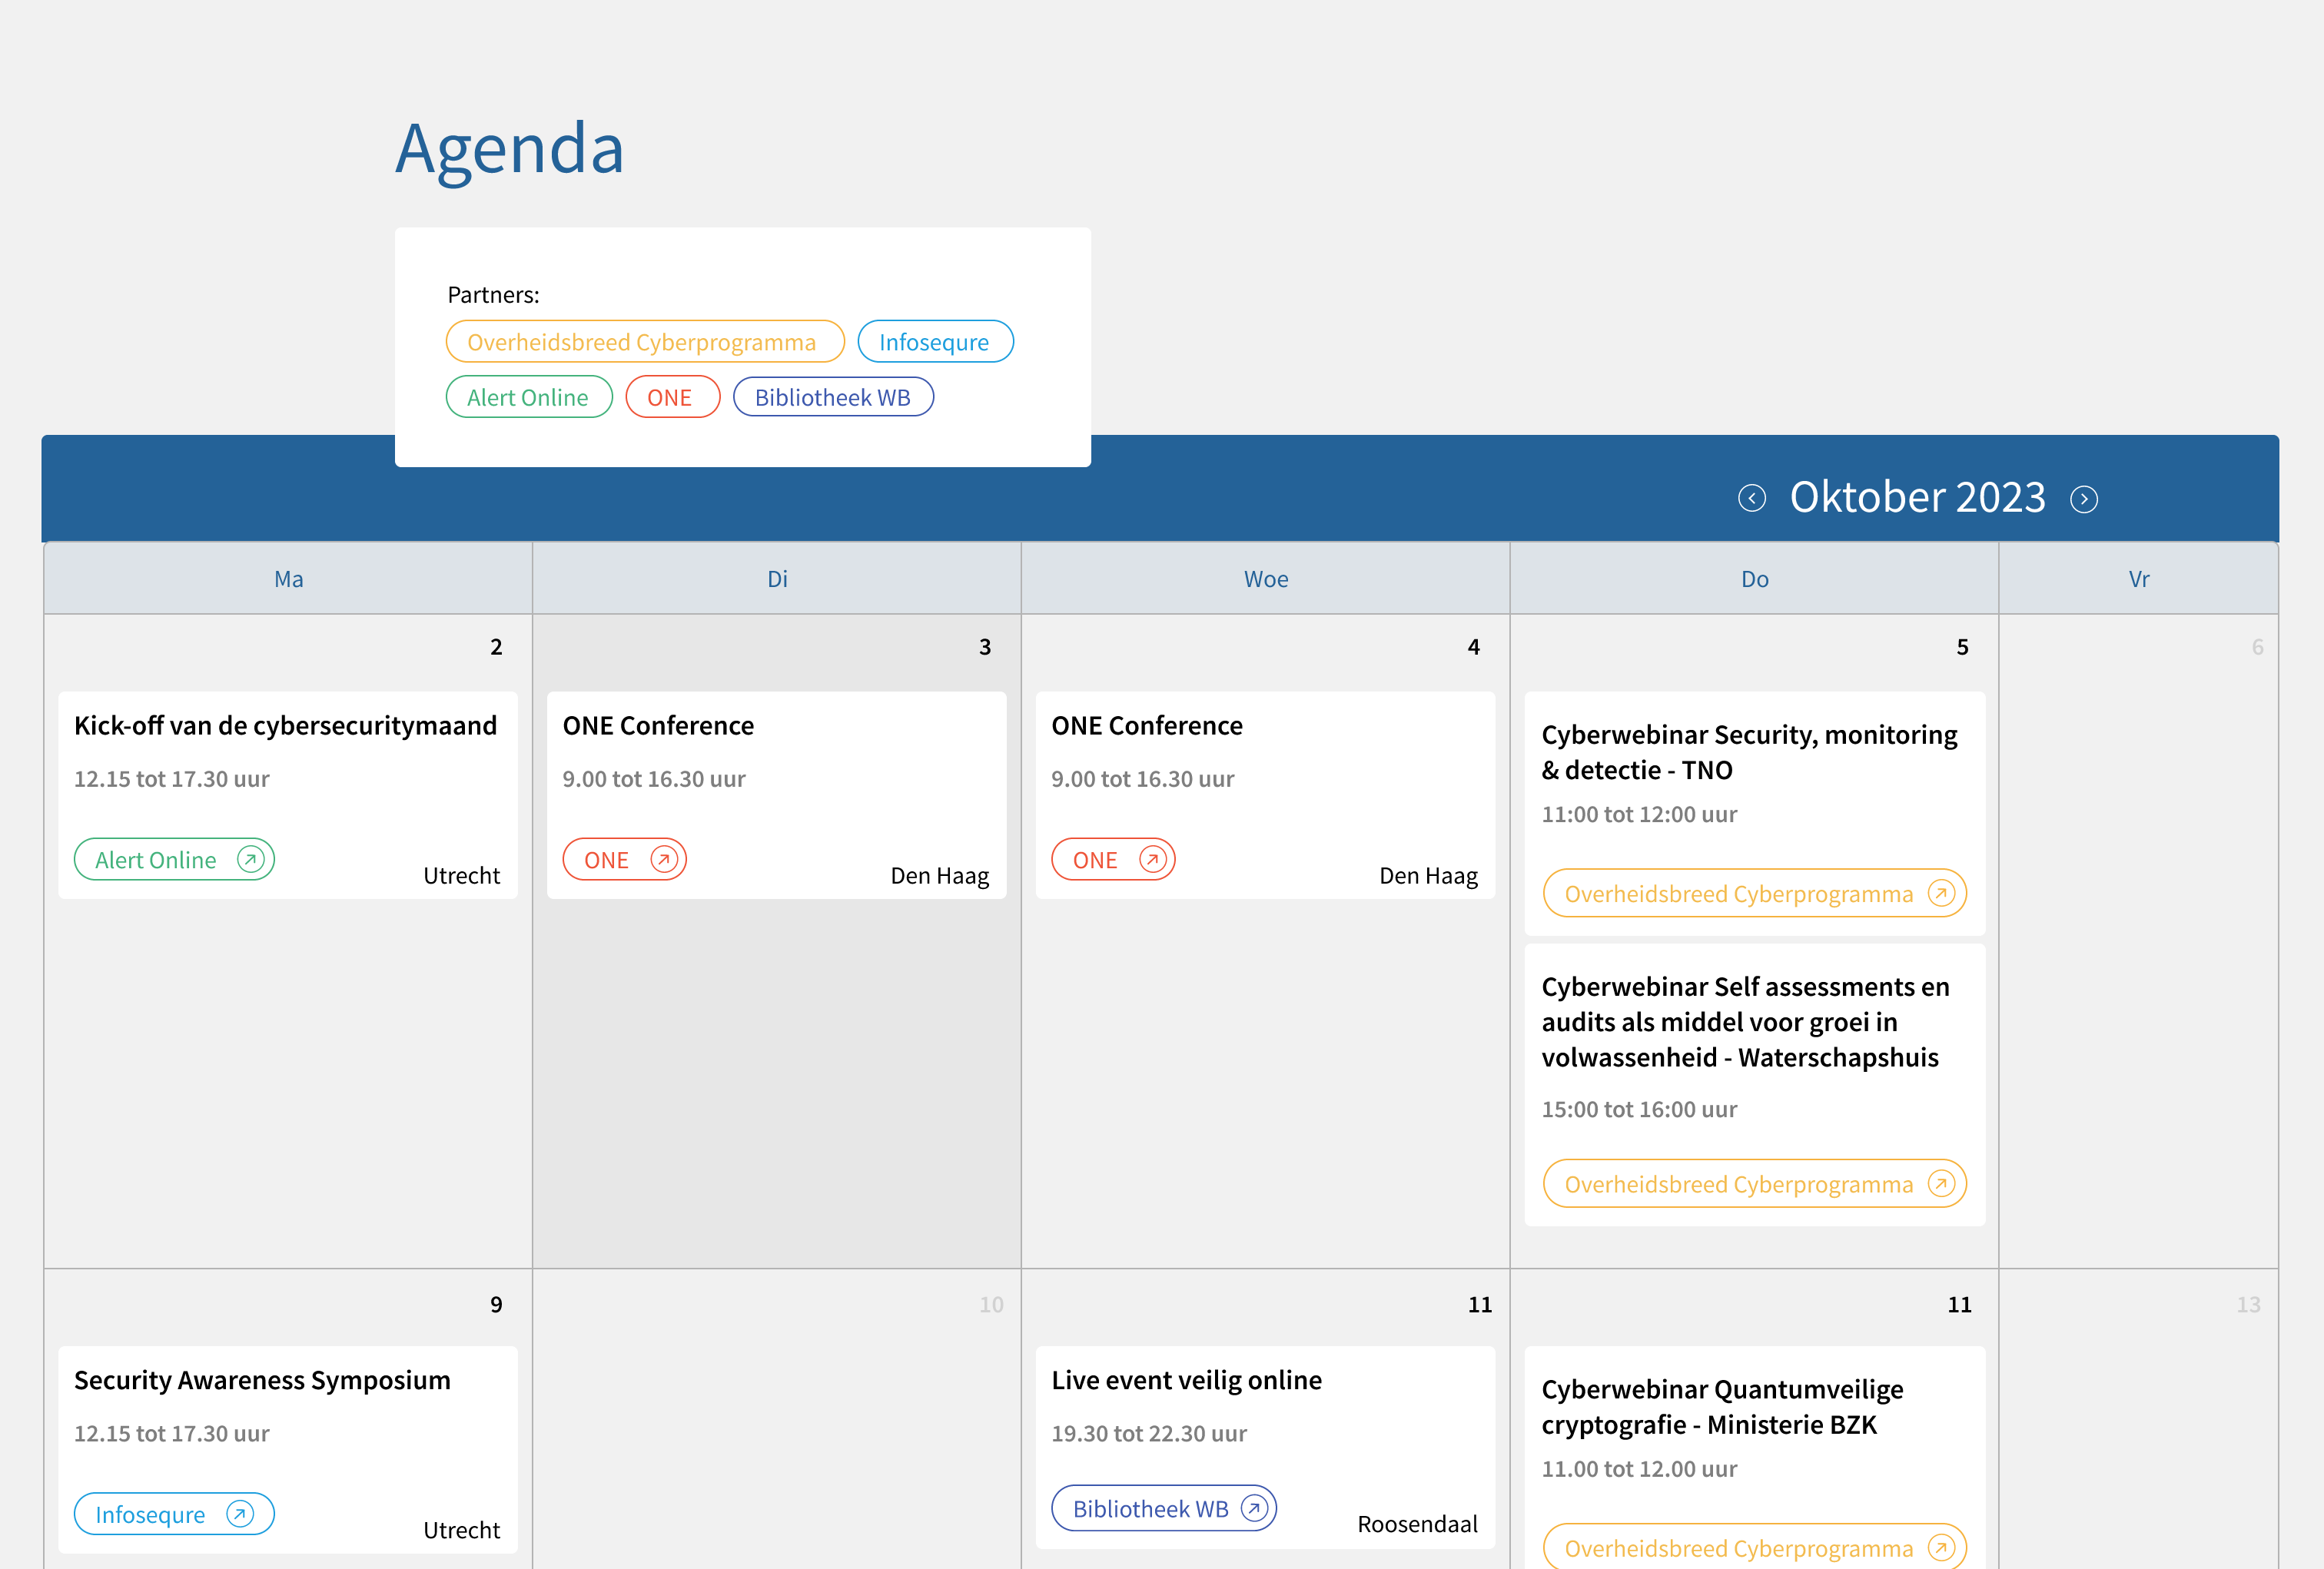 Agenda
Partners:
Overheidsbreed Cyberprogramma
Infosequre
Alert Online
ONE
Bibliotheek WB
Oktober 2023
Ma
Di
Woe
Do
Vr
2
Kick-off van de cybersecuritymaand
12.15 tot 17.30 uur
Alert Online
Utrecht
3
ONE Conference
9.00 tot 16.30 uur
ONE
Den Haag
4
ONE Conference
9.00 tot 16.30 uur
ONE
Den Haag
5
Cyberwebinar Security, monitoring
& detectie - TNO
11:00 tot 12:00 uur
Overheidsbreed Cyberprogramma
Cyberwebinar Self assessments en
audits als middel voor groei in
volwassenheid - Waterschapshuis
15:00 tot 16:00 uur
Overheidsbreed Cyberprogramma
6
9
Security Awareness Symposium
12.15 tot 17.30 uur
Infosequre
Utrecht
10
11
Live event veilig online
19.30 tot 22.30 uur
Bibliotheek WB
Roosendaal
11
Cyberwebinar Quantumveilige
cryptografie - Ministerie BZK
11.00 tot 12.00 uur
Overheidsbreed Cyberprogramma
13